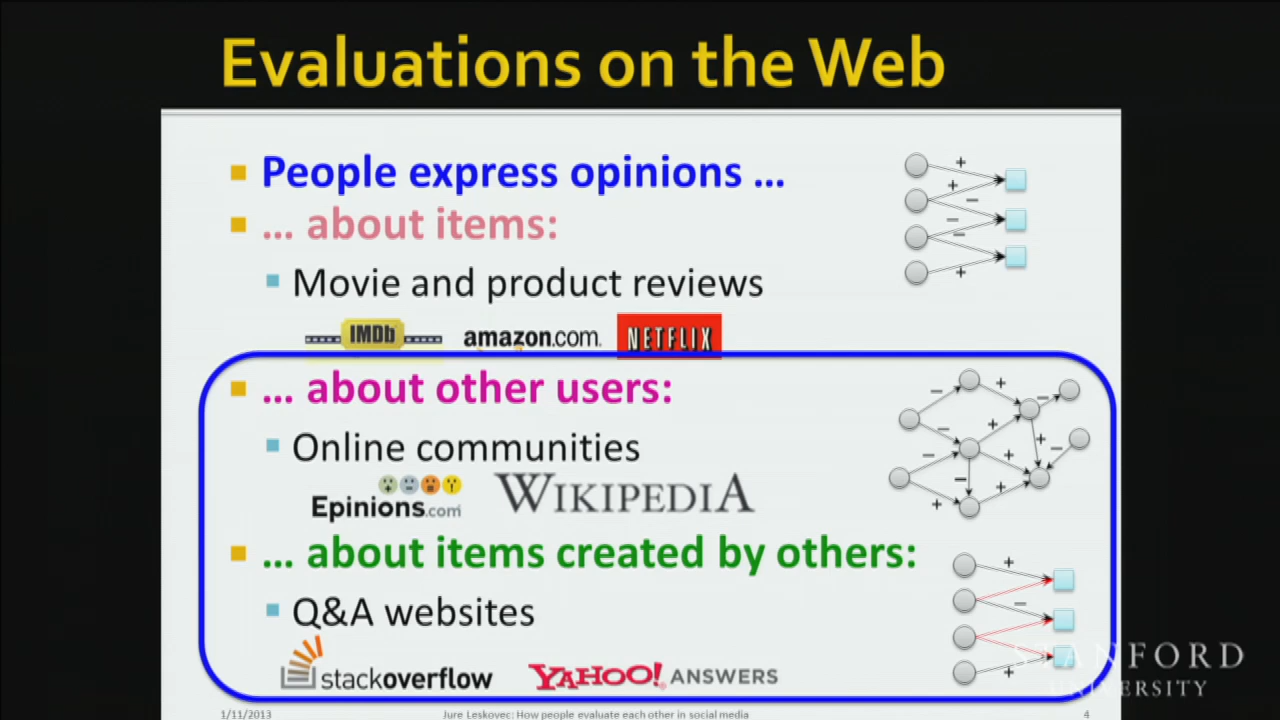 Evaluations on the Web
People express opinions ...
... about items:
Movie and product reviews
IMDb amazon.com. NETFLIX
... about other users:
Online communities
Epinions.com WIKIPEDIA
... about items created by others:
Q&A websites
stackoverflow YAHOO! ANSWERS
STANFORD
UNIVERSITY
1/11/2013 Jure Leskovec: How people evaluate each other in social media 4